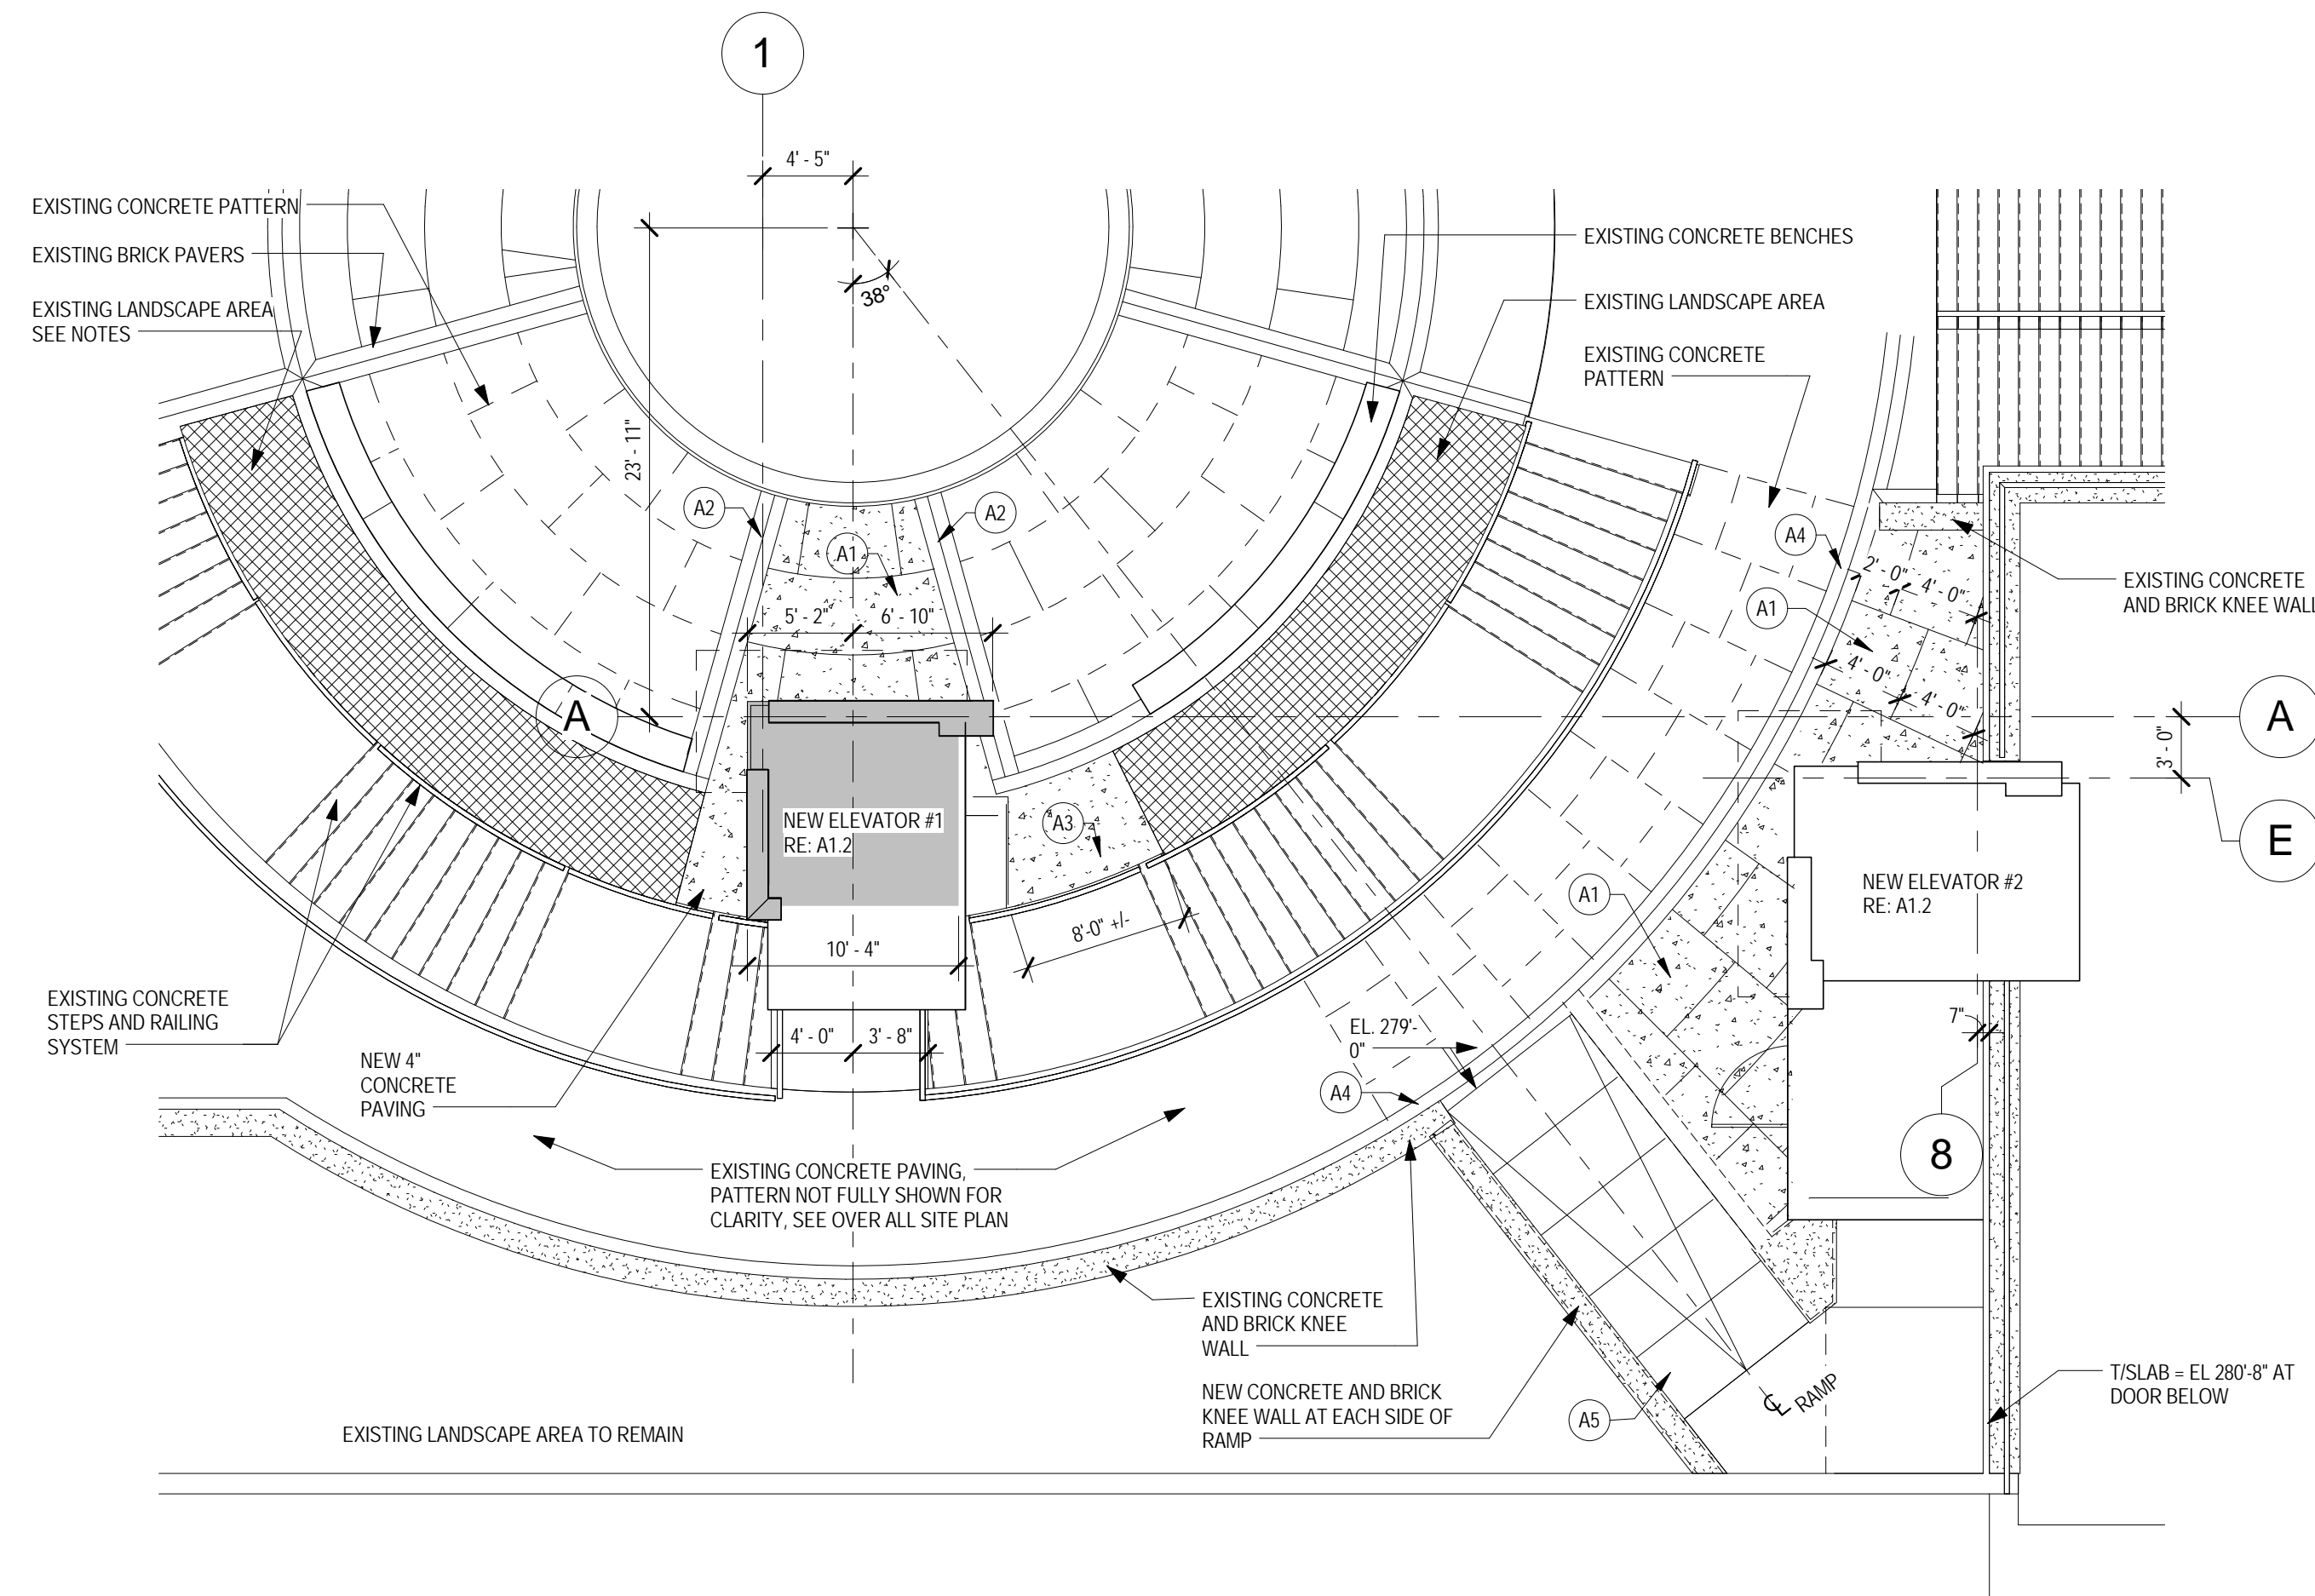 1
4' - 5"
EXISTING CONCRETE PATTERN
EXISTING BRICK PAVERS
EXISTING LANDSCAPE AREA
SEE NOTES
38°
23' - 11"
EXISTING CONCRETE BENCHES
EXISTING LANDSCAPE AREA
EXISTING CONCRETE
PATTERN
A2
A2
A1
5' - 2"
6' - 10"
A4
2' - 0"
4' - 0"
A1
4' - 0"
4' - 0"
EXISTING CONCRETE
AND BRICK KNEE WALL
A
A
3' - 0"
E
NEW ELEVATOR #1
RE: A1.2
A3
NEW ELEVATOR #2
RE: A1.2
A1
8'-0" +/-
10' - 4"
EXISTING CONCRETE
STEPS AND RAILING
SYSTEM
4' - 0"
3' - 8"
EL. 279'-
0"
7"
NEW 4"
CONCRETE
PAVING
A4
8
EXISTING CONCRETE PAVING,
PATTERN NOT FULLY SHOWN FOR
CLARITY, SEE OVER ALL SITE PLAN
EXISTING CONCRETE
AND BRICK KNEE
WALL
NEW CONCRETE AND BRICK
KNEE WALL AT EACH SIDE OF
RAMP
A5
CL RAMP
T/SLAB = EL 280'-8" AT
DOOR BELOW
EXISTING LANDSCAPE AREA TO REMAIN